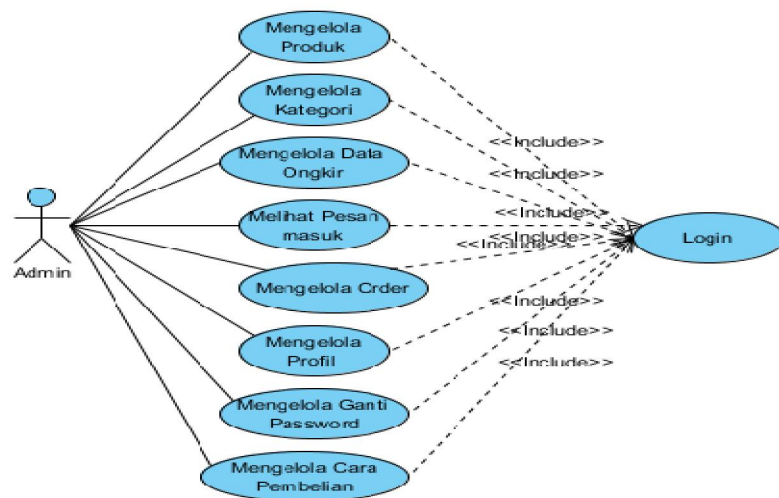 Mengelola
Produk
Mengelola
Kategori
<<Include>>
Mengelola Data
Ongkir
<<Include>>
Melihat Pesan
masuk
<<Include>>
<<Include>>
<<Include>>
Login
Admin
Mengelola Order
<<Include>>
Mengelola
Profil
<<Include>>
<<Include>>
Mengelola Ganti
Password
Mengelola Cara
Pembelian